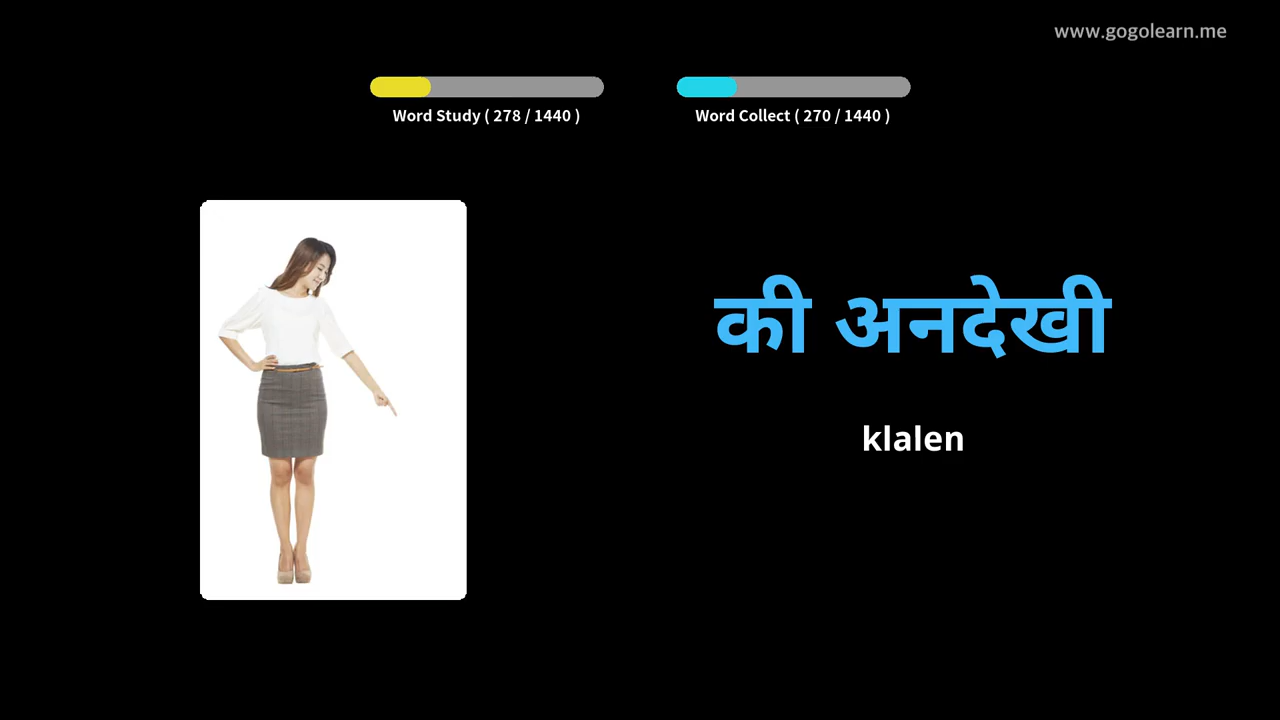 www.gogolearn.me
Word Study ( 278 / 1440 )
Word Collect ( 270 / 1440 )
की अनदेखी
klalen